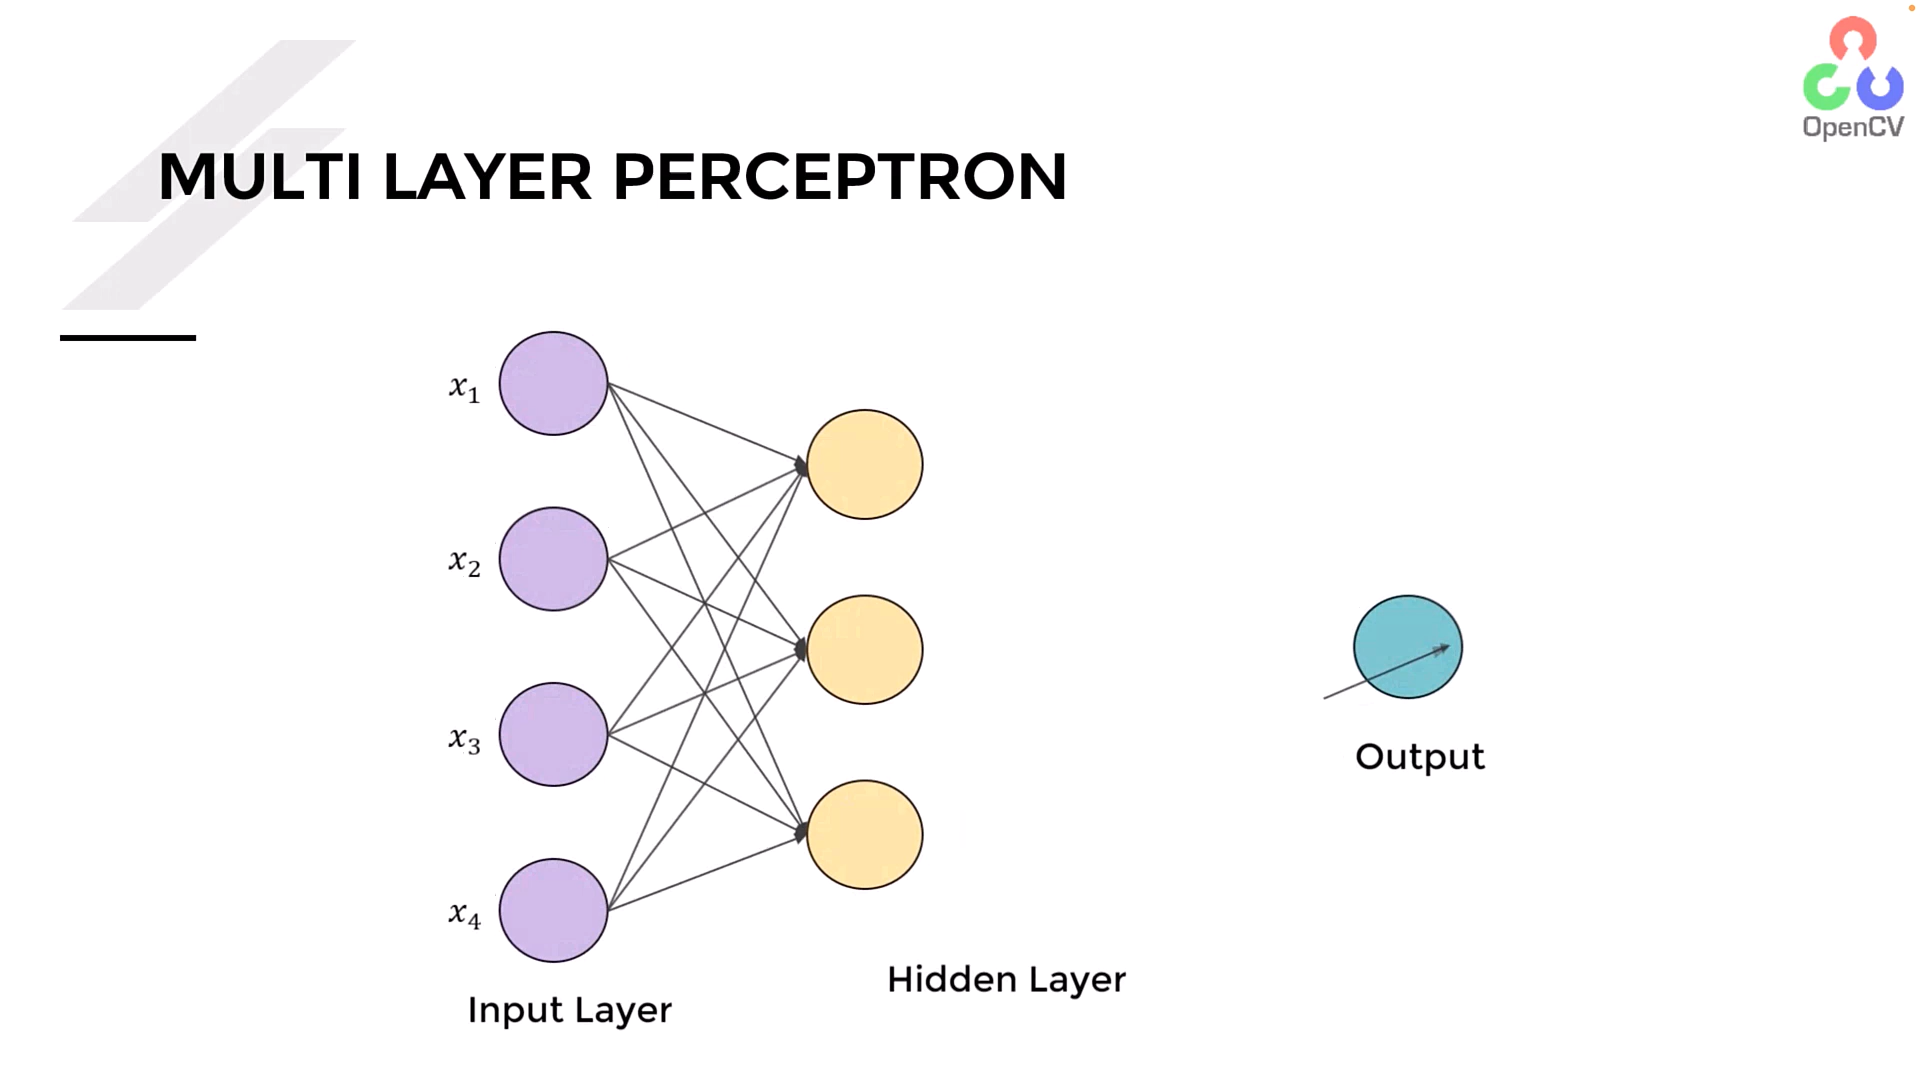 OpenCV
MULTI LAYER PERCEPTRON
x₁
x₂
x₃
x₄
Output
Hidden Layer
Input Layer